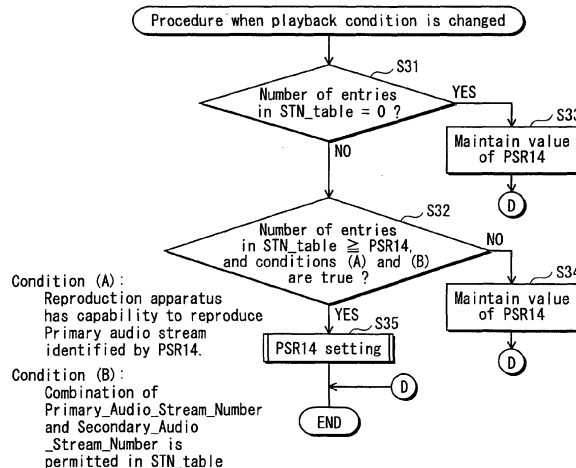 Procedure when playback condition is changed
S31
Number of entries
in STN_table = 0 ?
YES
S33
Maintain value
of PSR14
D
NO
S32
Number of entries
in STN_table ≧ PSR14,
and conditions (A) and (B)
are true ?
NO
S34
Maintain value
of PSR14
D
YES
S35
PSR14 setting
D
END
Condition (A):
Reproduction apparatus
has capability to reproduce
Primary audio stream
identified by PSR14.
Condition (B):
Combination of
Primary_Audio_Stream_Number
and Secondary_Audio
_Stream_Number is
permitted in STN_table